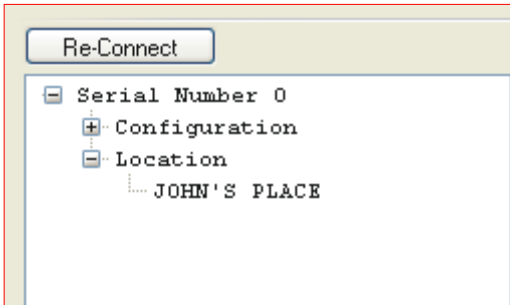 Re-Connect
Serial Number 0
Configuration
Location
JOHN'S PLACE